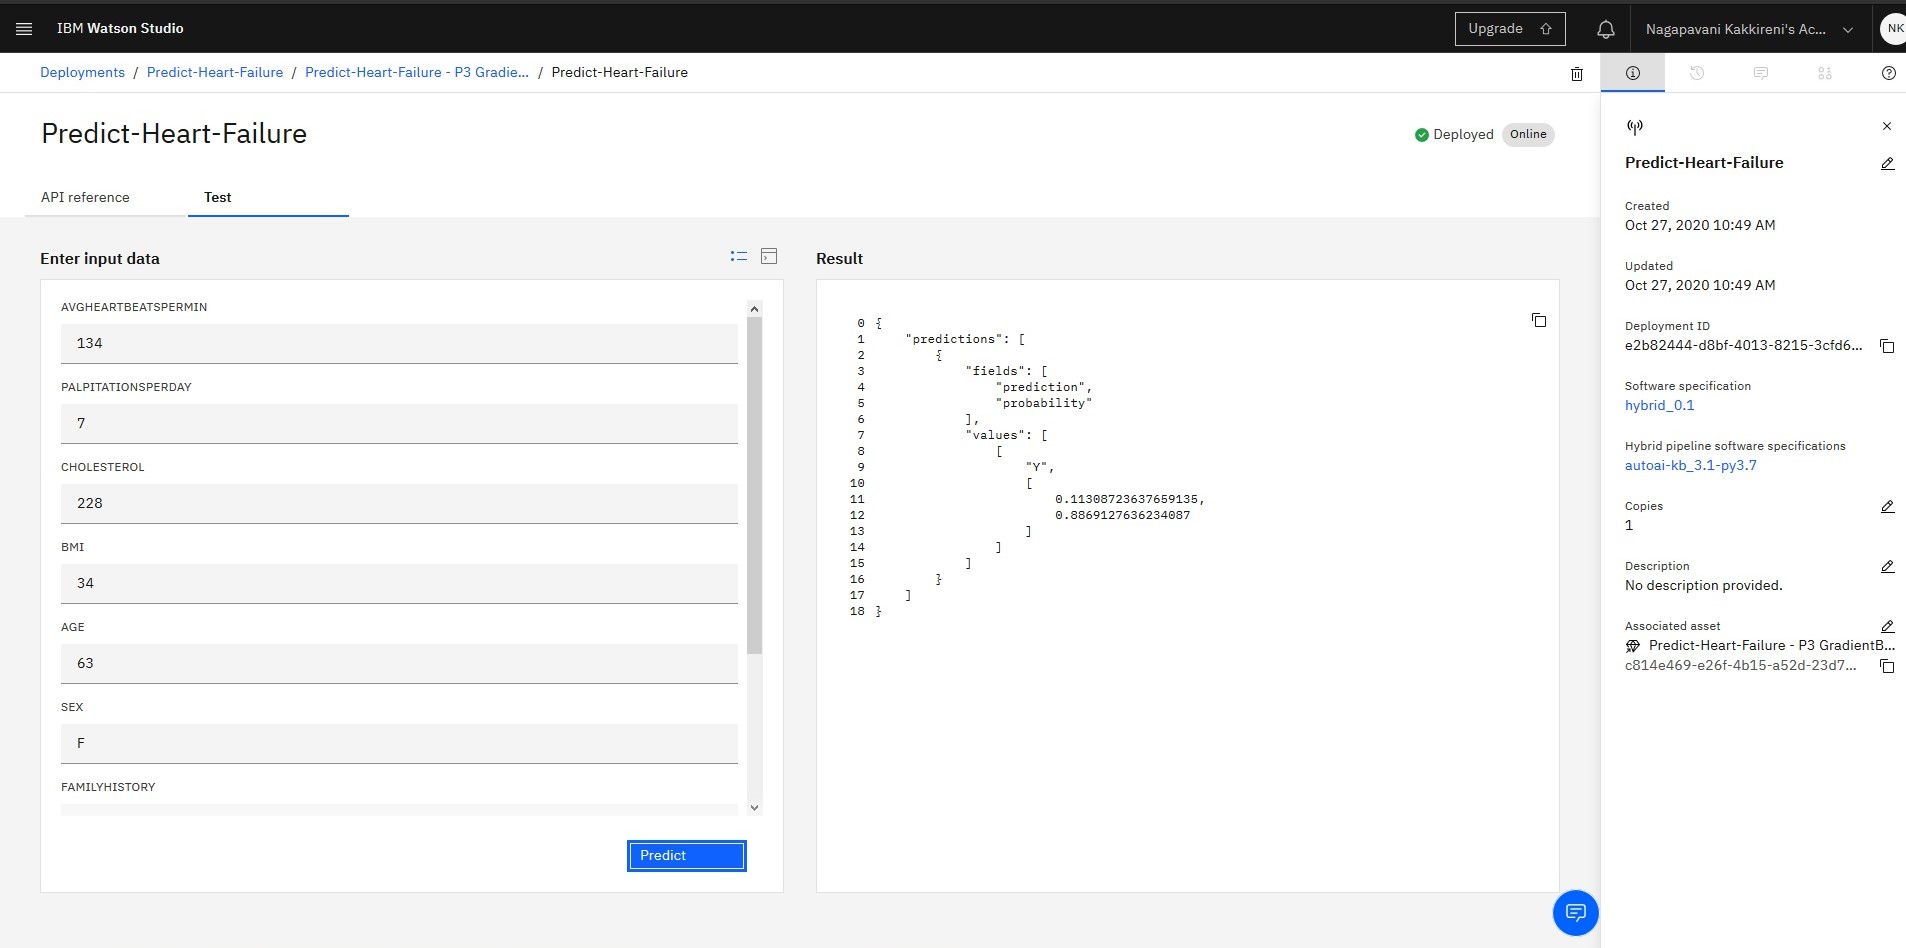 IBM Watson Studio
Upgrade
Nagapavani Kakkireni's Ac...
NK
Deployments / Predict-Heart-Failure / Predict-Heart-Failure - P3 Gradie... / Predict-Heart-Failure
Predict-Heart-Failure
Deployed
Online
API reference
Test
Enter input data
AVGHEARTBEATSPERMIN
134
PALPITATIONSPERDAY
7
CHOLESTEROL
228
BMI
34
AGE
63
SEX
F
FAMILYHISTORY
Predict
Result
0 {
1 "predictions": [
2 {
3 "fields": [
4 "prediction",
5 "probability"
6 ],
7 "values": [
8 [
9 "Y",
10 [
11 0.11308723637659135,
12 0.8869127636234087
13 ]
14 ]
15 ]
16 }
17 ]
18 }
Predict-Heart-Failure
Created
Oct 27, 2020 10:49 AM
Updated
Oct 27, 2020 10:49 AM
Deployment ID
e2b82444-d8bf-4013-8215-3cfd6...
Software specification
hybrid_0.1
Hybrid pipeline software specifications
autoai-kb_3.1-py3.7
Copies
1
Description
No description provided.
Associated asset
Predict-Heart-Failure - P3 GradientB...
c814e469-e26f-4b15-a52d-23d7...